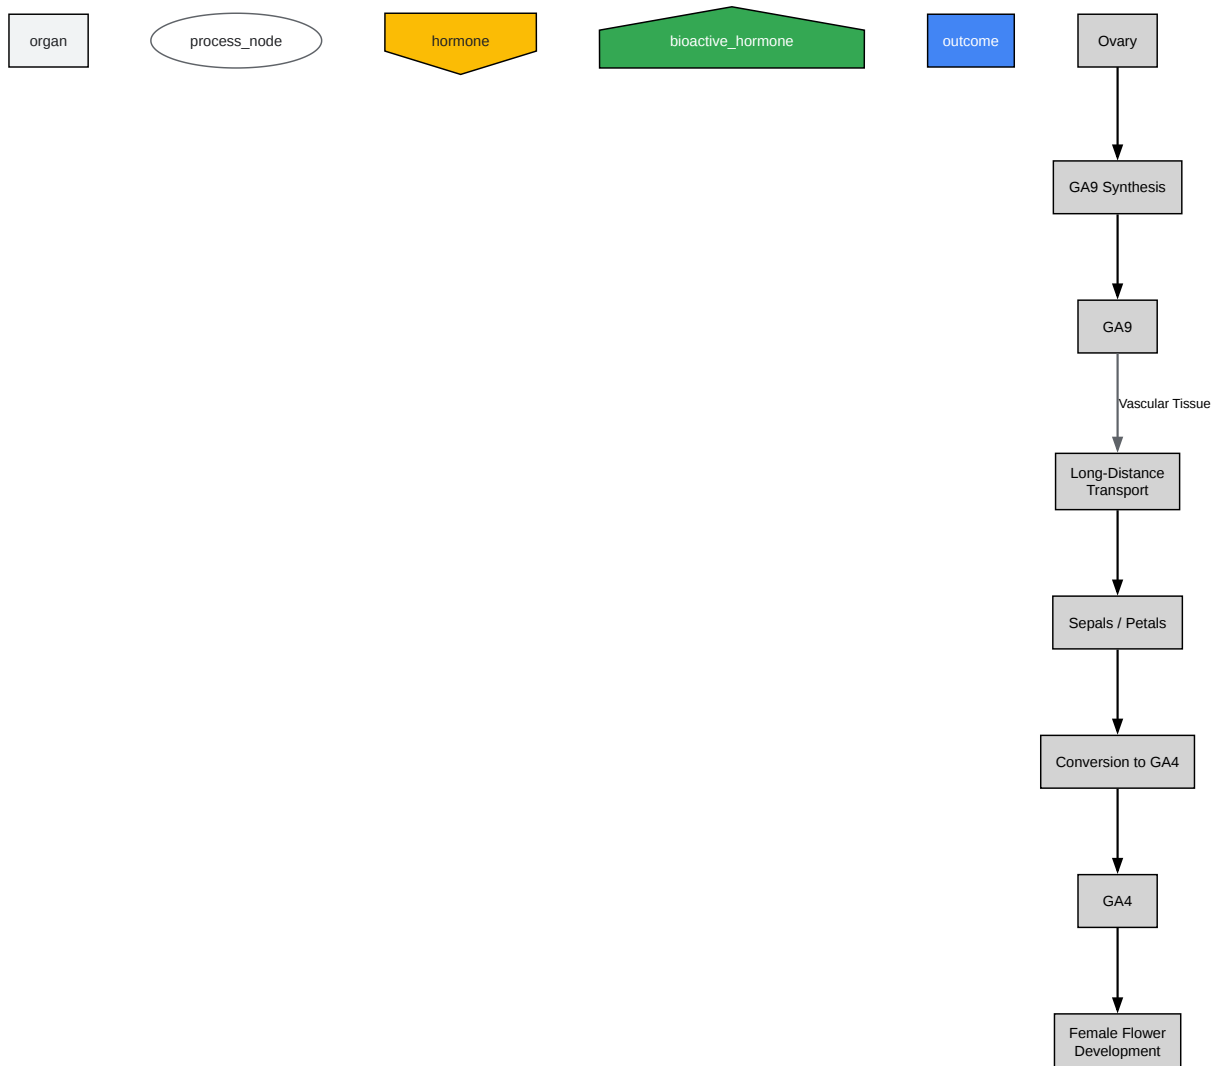 organ
process_node
hormone
bioactive_hormone
outcome
Ovary
GA9 Synthesis
GA9
Vascular Tissue
Long-Distance
Transport
Sepals / Petals
Conversion to GA4
GA4
Female Flower
Development